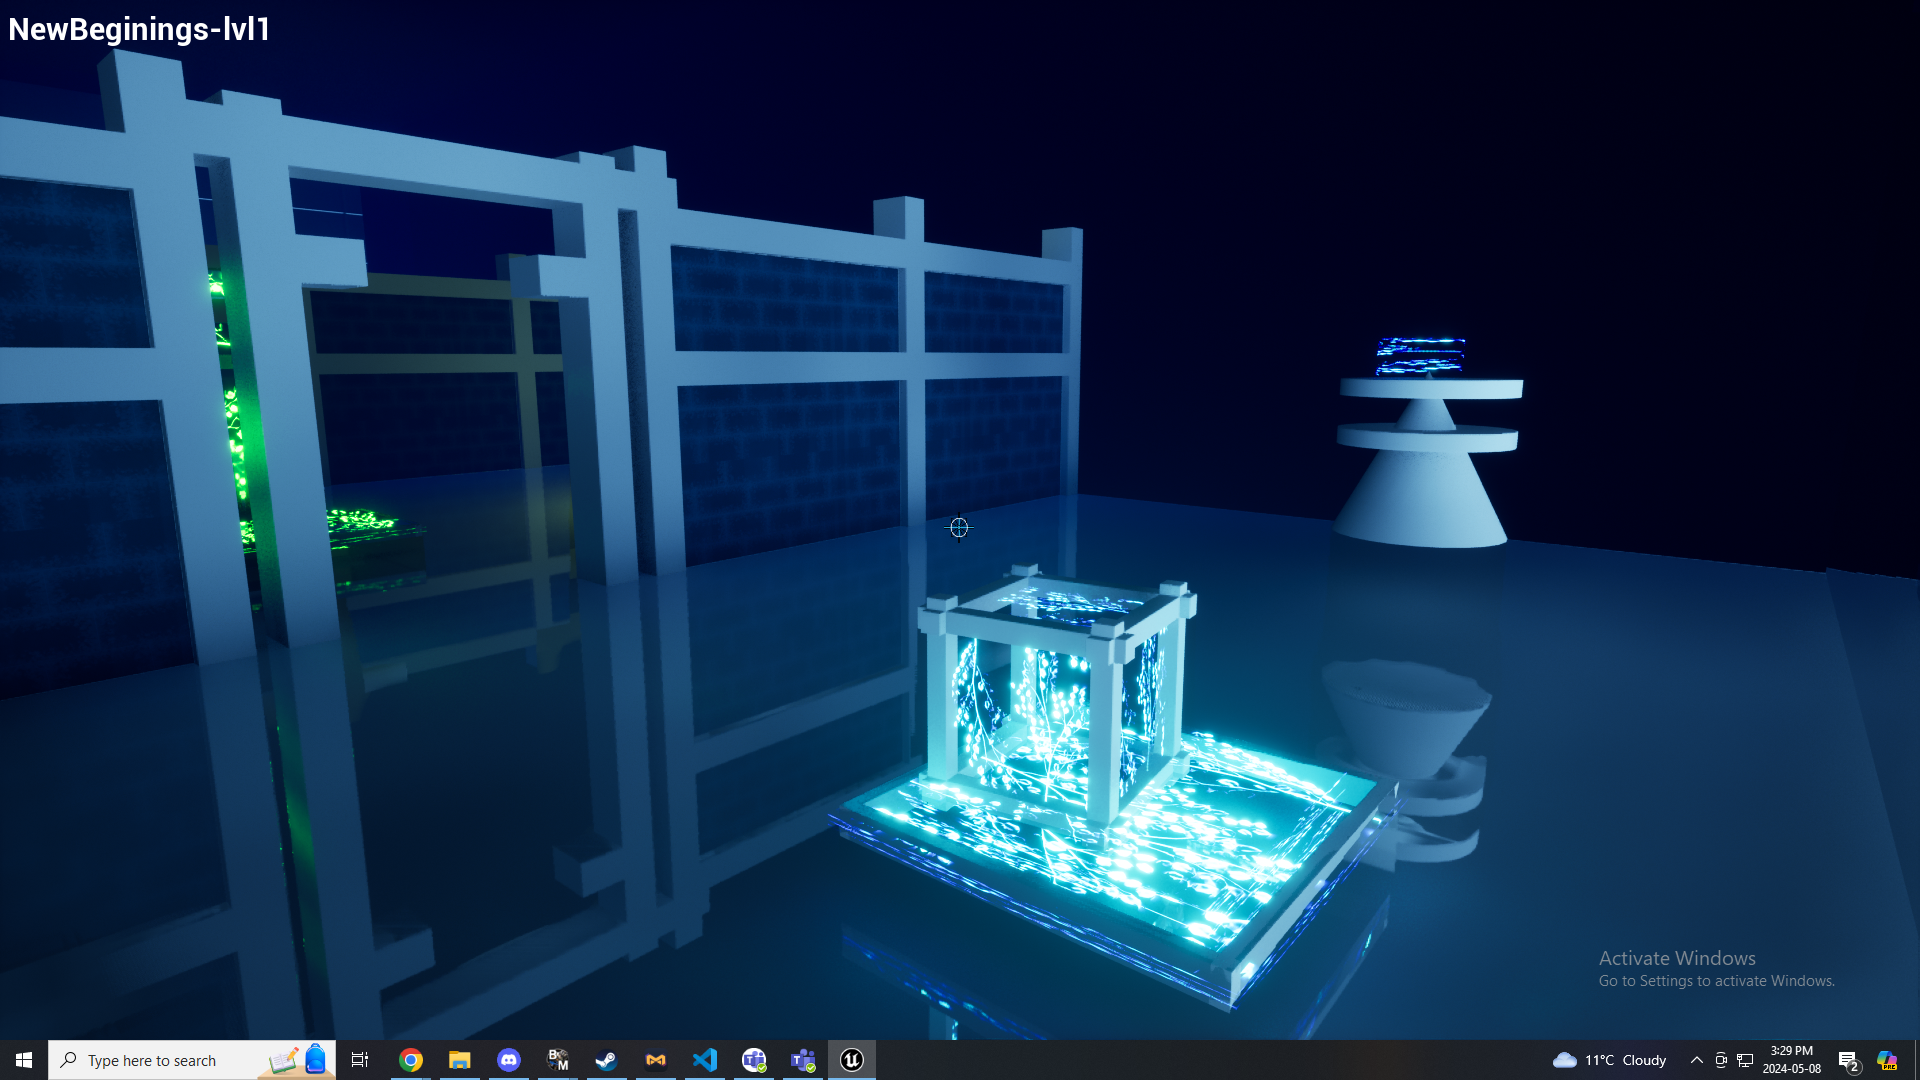 NewBeginings-lvl1
Activate Windows
Go to Settings to activate Windows.
Type here to search
11°C Cloudy
3:29 PM
2024-05-08
2